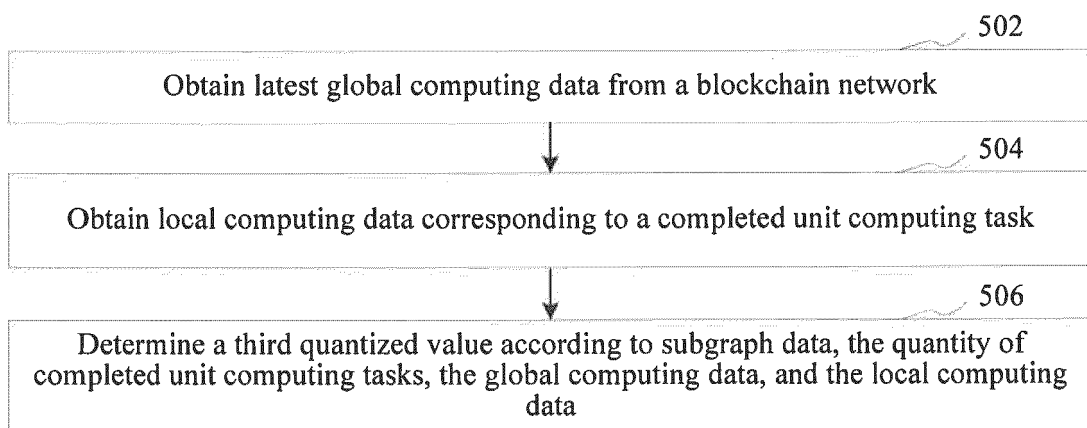 502
Obtain latest global computing data from a blockchain network
504
Obtain local computing data corresponding to a completed unit computing task
506
Determine a third quantized value according to subgraph data, the quantity of
completed unit computing tasks, the global computing data, and the local computing
data